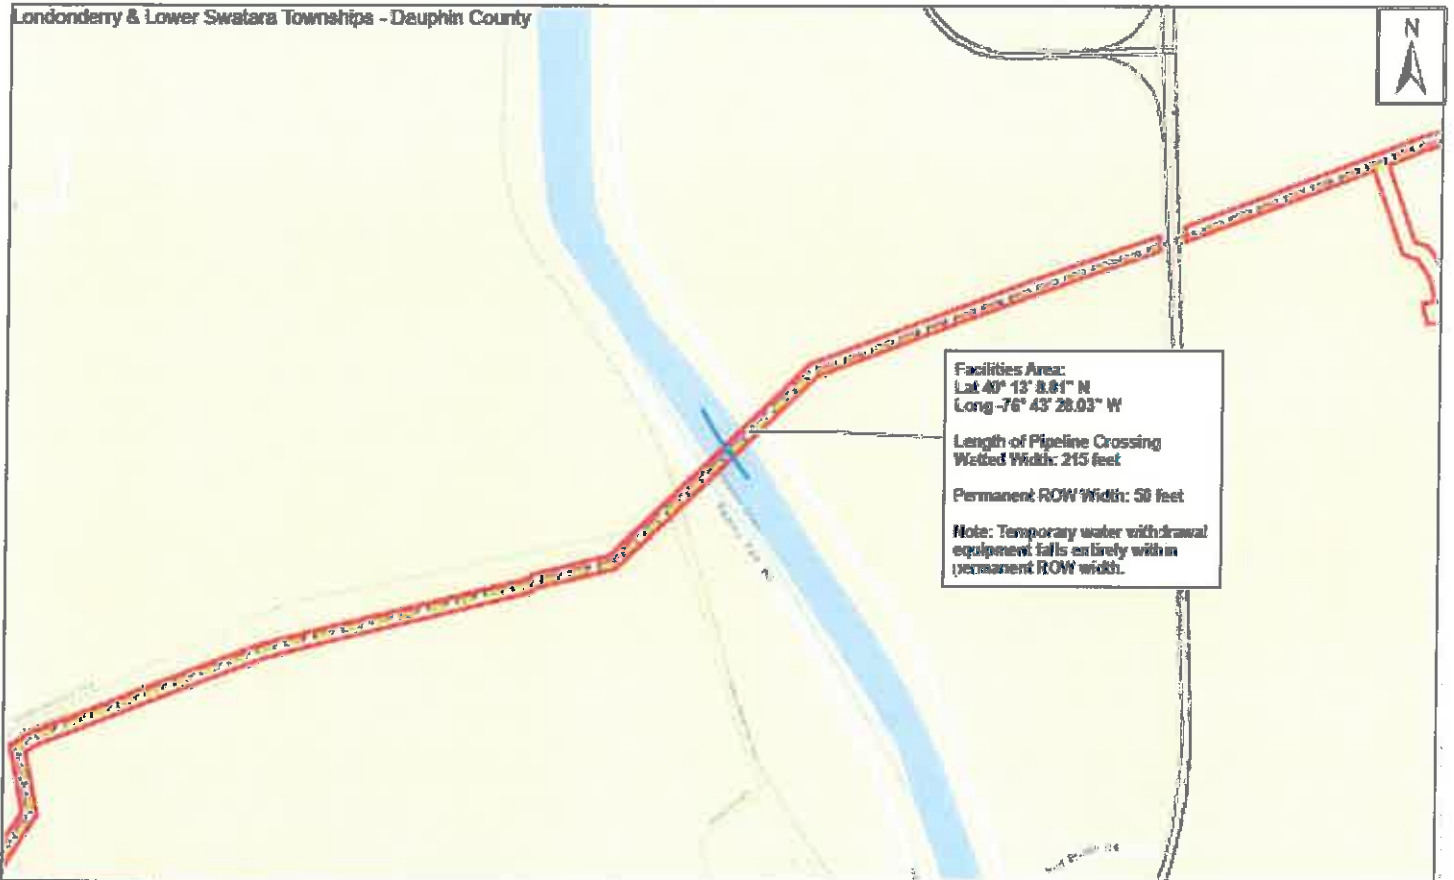 Londonderry & Lower Swatara Townships - Dauphin County
N
Facilities Area:
Lat 40° 13' 8.81" N
Long -76° 43' 28.03" W
Length of Pipeline Crossing
Wetted Width: 215 feet
Permanent ROW Width: 50 feet
Note: Temporary water withdrawal
equipment falls entirely within
permanent ROW width.